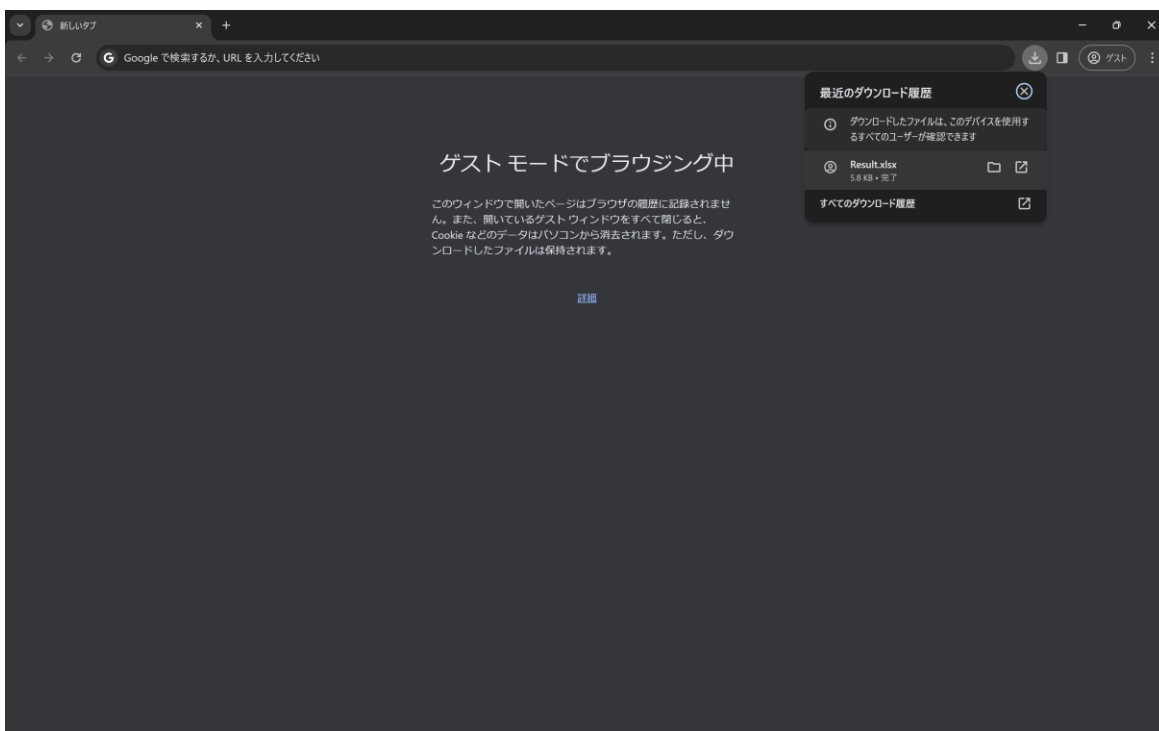 新しいタブ
Google で検索するか、URL を入力してください
ゲスト
最近のダウンロード履歴
ダウンロードしたファイルは、このデバイスを使用す
るすべてのユーザーが確認できます
Result.xlsx
5.8 KB • 完了
すべてのダウンロード履歴
ゲスト モードでブラウジング中
このウィンドウで開いたページはブラウザの履歴に記録されませ
ん。また、開いているゲスト ウィンドウをすべて閉じると、
Cookie などのデータはパソコンから消去されます。ただし、ダウ
ンロードしたファイルは保持されます。
詳細